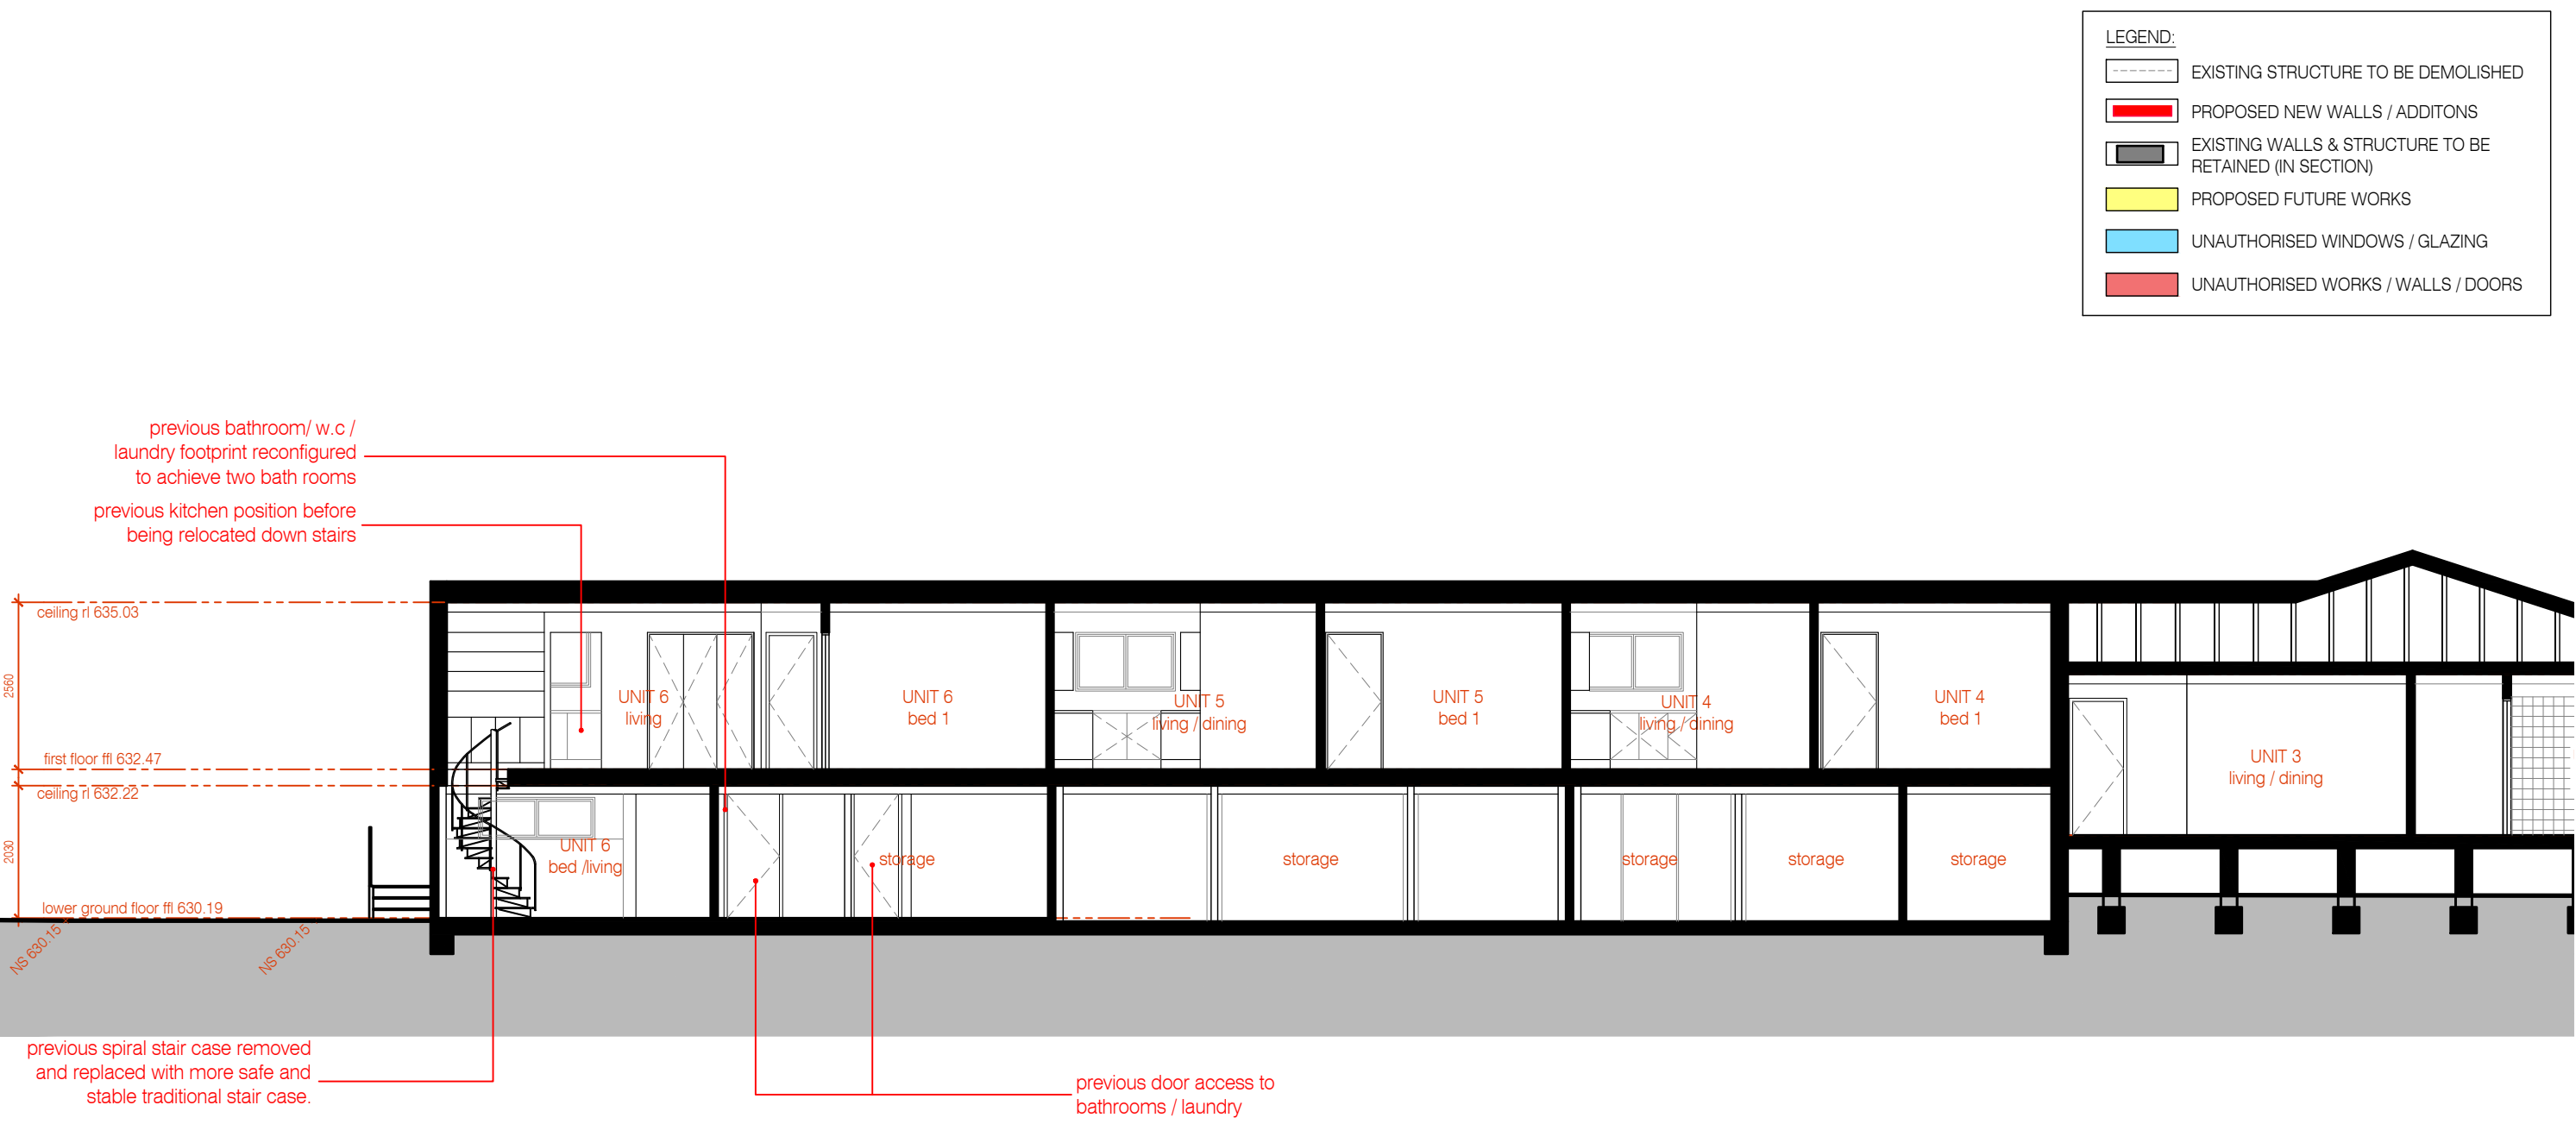 LEGEND:
EXISTING STRUCTURE TO BE DEMOLISHED
PROPOSED NEW WALLS / ADDITONS
EXISTING WALLS & STRUCTURE TO BE
RETAINED (IN SECTION)
PROPOSED FUTURE WORKS
UNAUTHORISED WINDOWS / GLAZING
UNAUTHORISED WORKS / WALLS / DOORS
previous bathroom/ w.c /
laundry footprint reconfigured
to achieve two bath rooms
previous kitchen position before
being relocated down stairs
ceiling rl 635.03
2560
first floor ffl 632.47
ceiling rl 632.22
2030
lower ground floor ffl 630.19
NS 630.15
NS 630.15
UNIT 6
living
UNIT 6
bed 1
UNIT 5
living / dining
UNIT 5
bed 1
UNIT 4
living / dining
UNIT 4
bed 1
UNIT 3
living / dining
UNIT 6
bed /living
storage
storage
storage
storage
storage
previous spiral stair case removed
and replaced with more safe and
stable traditional stair case.
previous door access to
bathrooms / laundry